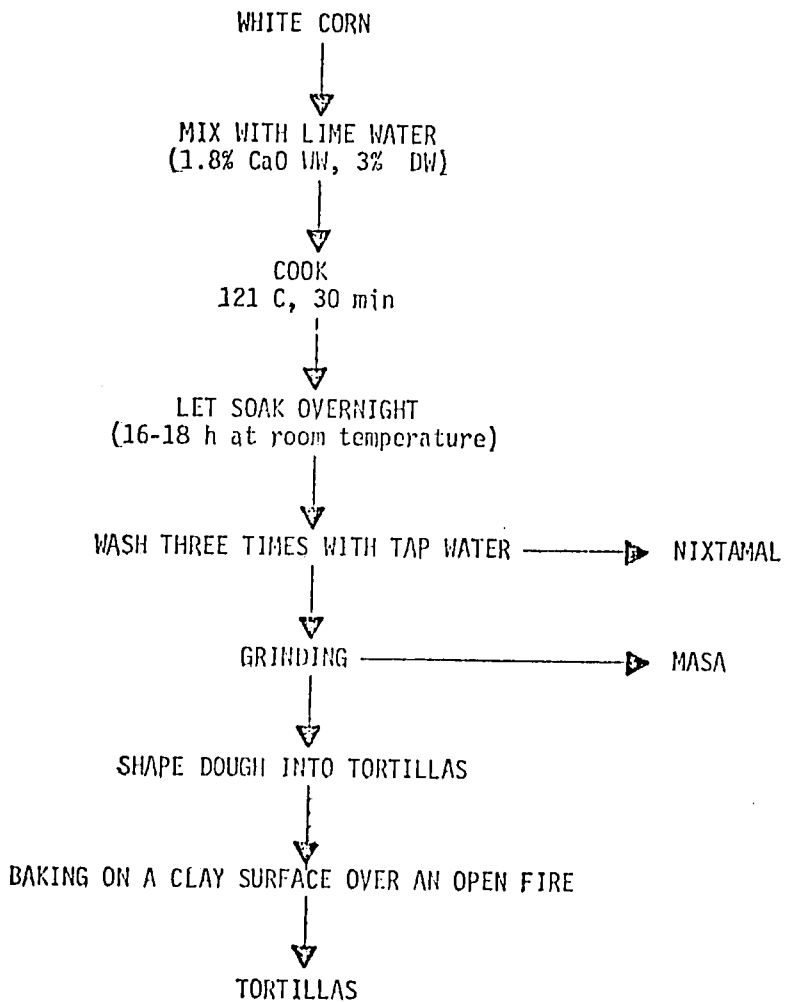 WHITE CORN
MIX WITH LIME WATER
(1.8% CaO WW, 3% DW)
COOK
121 C, 30 min
LET SOAK OVERNIGHT
(16-18 h at room temperature)
WASH THREE TIMES WITH TAP WATER
NIXTAMAL
GRINDING
MASA
SHAPE DOUGH INTO TORTILLAS
BAKING ON A CLAY SURFACE OVER AN OPEN FIRE
TORTILLAS